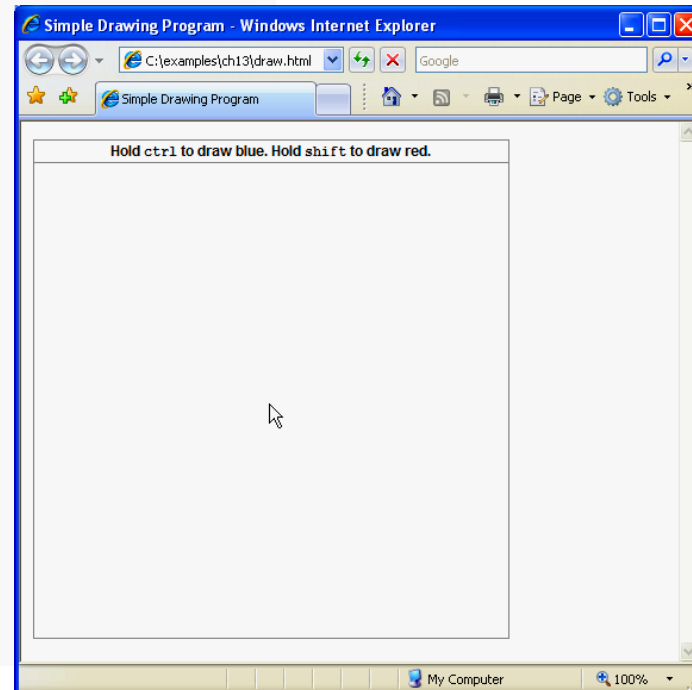 Simple Drawing Program - Windows Internet Explorer
C:\examples\ch13\draw.html
Google
Simple Drawing Program
Page
Tools
»
Hold ctrl to draw blue. Hold shift to draw red.
My Computer
100%